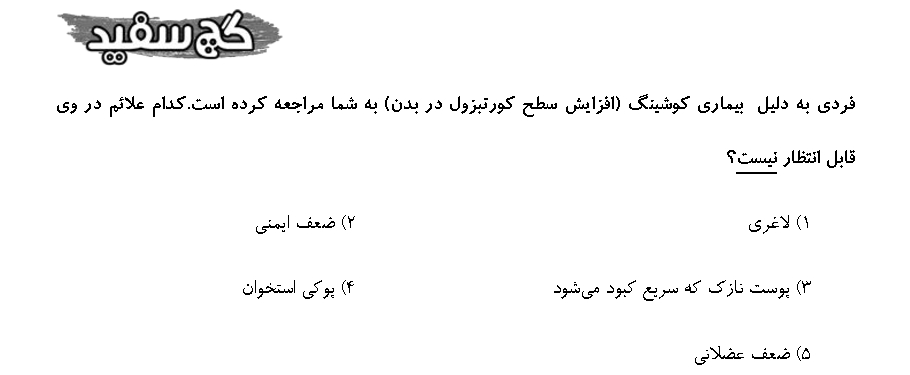 گچ سفید
فردی به دلیل بیماری کوشینگ (افزایش سطح کورتیزول در بدن) به شما مراجعه کرده است.کدام علائم در وی
قابل انتظار نیست؟
۱) لاغری
۲) ضعف ایمنی
۳) پوست نازک که سریع کبود می‌شود
۴) پوکی استخوان
۵) ضعف عضلانی